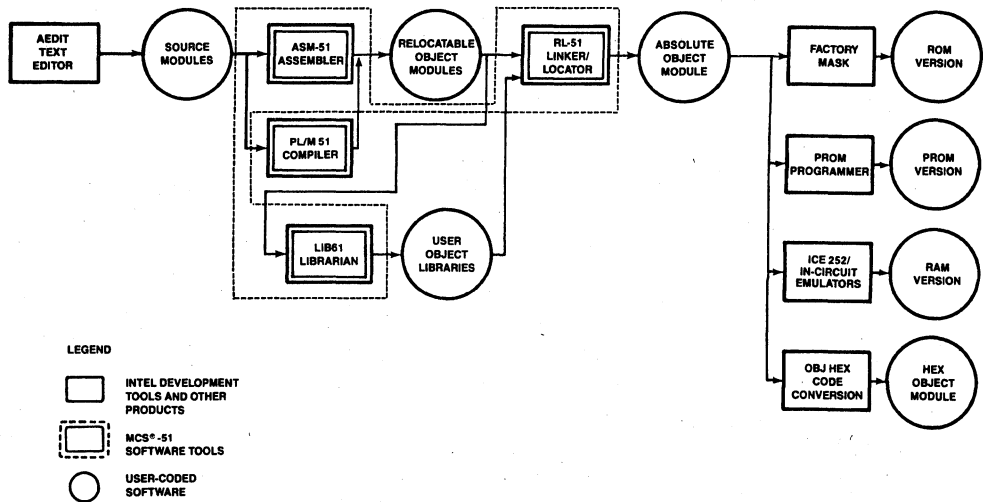 AEDIT
TEXT
EDITOR
SOURCE
MODULES
ASM-51
ASSEMBLER
RELOCATABLE
OBJECT
MODULES
RL-51
LINKER/
LOCATOR
ABSOLUTE
OBJECT
MODULE
FACTORY
MASK
ROM
VERSION
PL/M 51
COMPILER
PROM
PROGRAMMER
PROM
VERSION
LIB61
LIBRARIAN
USER
OBJECT
LIBRARIES
ICE 252/
IN-CIRCUIT
EMULATORS
RAM
VERSION
OBJ HEX
CODE
CONVERSION
HEX
OBJECT
MODULE
LEGEND
INTEL DEVELOPMENT
TOOLS AND OTHER
PRODUCTS
MCS®-51
SOFTWARE TOOLS
USER-CODED
SOFTWARE